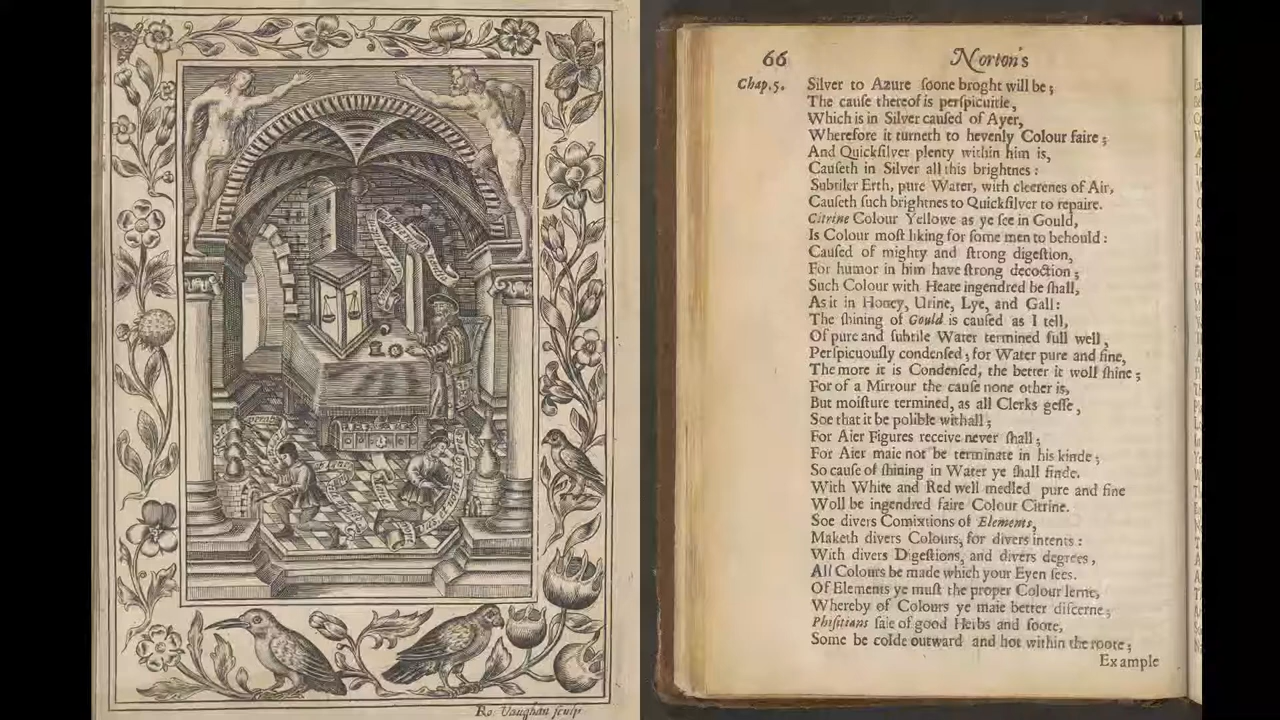 Ro. Vaughan sculp
66
Norton's
Chap. 5.
Silver to Azure ſoone broght will be;
The cauſe thereof is perſpicuitie,
Which is in Silver cauſed of Ayer,
Wherefore it turneth to hevenly Colour faire;
And Quickſilver plenty within him is,
Cauſeth in Silver all this brightnes:
Subtiler Erth, pure Water, with cleerenes of Air,
Cauſeth ſuch brightnes to Quickſilver to repaire.
Citrine Colour Yellowe as ye ſee in Gould,
Is Colour moſt liking for ſome men to behould:
Cauſed of mighty and ſtrong digeſtion,
For humor in him have ſtrong decoction;
Such Colour with Heate ingendred be ſhall,
As it in Honey, Urine, Lye, and Gall:
The ſhining of Gould is cauſed as I tell,
Of pure and ſubtile Water termined full well,
Perſpicuouſly condenſed; for Water pure and fine,
The more it is Condenſed, the better it woll ſhine;
For of a Mirrour the cauſe none other is,
But moiſture termined, as all Clerks geſſe,
Soe that it be polible withall;
For Aier Figures receive never ſhall;
For Aier maie not be terminate in his kinde;
So cauſe of ſhining in Water ye ſhall finde.
With White and Red well medled pure and fine
Woll be ingendred faire Colour Citrine.
Soe divers Comixtions of Elements,
Maketh divers Colours, for divers intents:
With divers Digeſtions, and divers degrees,
All Colours be made which your Eyen ſees.
Of Elements ye muſt the proper Colour lerne,
Whereby of Colours ye maie better diſcerne;
Phiſitians ſaie of good Herbs and ſoote,
Some be colde outward and hot within the roote;
Example